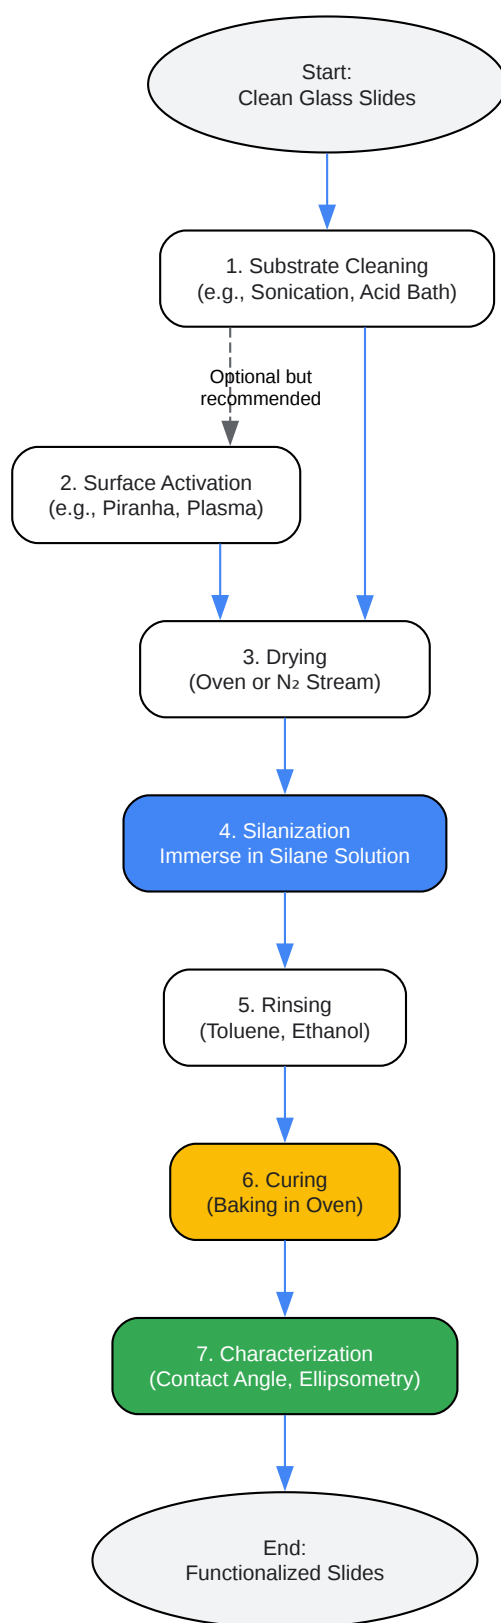 Start:
Clean Glass Slides
1. Substrate Cleaning
(e.g., Sonication, Acid Bath)
Optional but
recommended
2. Surface Activation
(e.g., Piranha, Plasma)
3. Drying
(Oven or N₂ Stream)
4. Silanization
Immerse in Silane Solution
5. Rinsing
(Toluene, Ethanol)
6. Curing
(Baking in Oven)
7. Characterization
(Contact Angle, Ellipsometry)
End:
Functionalized Slides